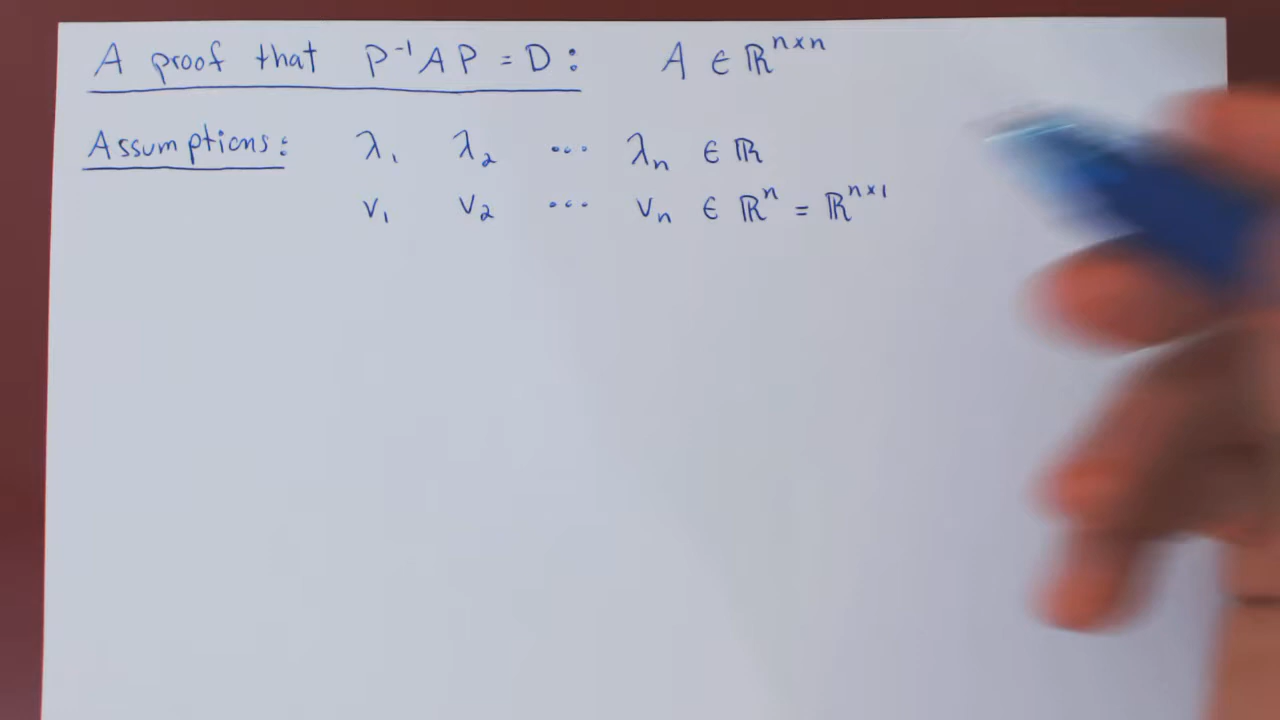 A proof that P⁻¹AP = D: A ∈ ℝⁿˣⁿ
Assumptions: λ₁ λ₂ ... λₙ ∈ ℝ
v₁ v₂ ... vₙ ∈ ℝⁿ = ℝⁿˣ¹